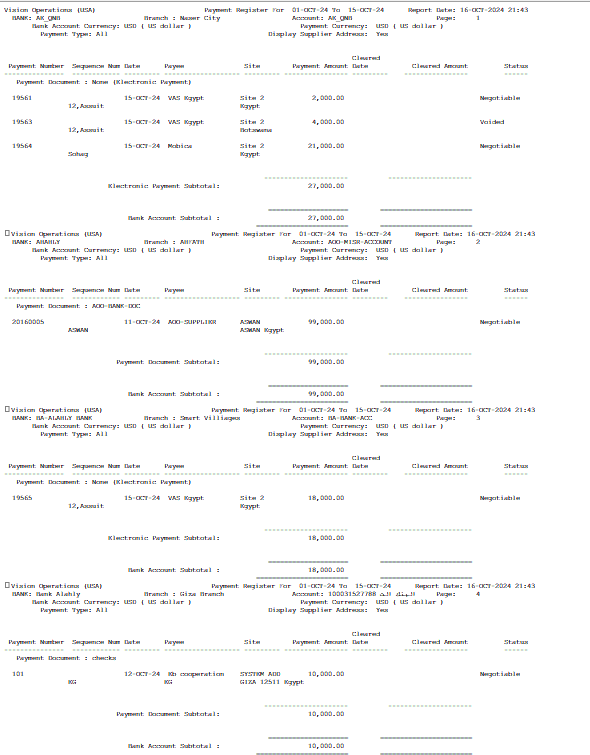 Vision Operations (USA) Payment Register For 01-OCT-24 To 15-OCT-24 Report Date: 16-OCT-2024 21:43
BANK: AK_QNB Branch : Naser City Account: AK_QNB Page: 1
Bank Account Currency: USD ( US dollar ) Payment Currency: USD ( US dollar )
Payment Type: All Display Supplier Address: Yes
Cleared
Payment Number Sequence Num Date Payee Site Payment Amount Date Cleared Amount Status
Payment Document : None (Electronic Payment)
19561 15-OCT-24 VAS Egypt Site 2 2,000.00 Negotiable
12,Assuit Egypt
19563 15-OCT-24 VAS Egypt Site 2 4,000.00 Voided
12,Assuit Botswana
19564 15-OCT-24 Mobica Site 2 21,000.00 Negotiable
Sohag Egypt
Electronic Payment Subtotal: 27,000.00
Bank Account Subtotal : 27,000.00
Vision Operations (USA) Payment Register For 01-OCT-24 To 15-OCT-24 Report Date: 16-OCT-2024 21:43
BANK: AHAHLY Branch : AHFATH Account: AOO-MISR-ACCOUNT Page: 2
Bank Account Currency: USD ( US dollar ) Payment Currency: USD ( US dollar )
Payment Type: All Display Supplier Address: Yes
Cleared
Payment Number Sequence Num Date Payee Site Payment Amount Date Cleared Amount Status
Payment Document : AOO-BANK-DOC
20160005 11-OCT-24 AOO-SUPPLIER ASWAN 99,000.00 Negotiable
ASWAN ASWAN Egypt
Payment Document Subtotal: 99,000.00
Bank Account Subtotal : 99,000.00
Vision Operations (USA) Payment Register For 01-OCT-24 To 15-OCT-24 Report Date: 16-OCT-2024 21:43
BANK: BA-ALAHLY BANK Branch : Smart Villiages Account: BA-BANK-ACC Page: 3
Bank Account Currency: USD ( US dollar ) Payment Currency: USD ( US dollar )
Payment Type: All Display Supplier Address: Yes
Cleared
Payment Number Sequence Num Date Payee Site Payment Amount Date Cleared Amount Status
Payment Document : None (Electronic Payment)
19565 15-OCT-24 VAS Egypt Site 2 18,000.00 Negotiable
12,Assuit Egypt
Electronic Payment Subtotal: 18,000.00
Bank Account Subtotal : 18,000.00
Vision Operations (USA) Payment Register For 01-OCT-24 To 15-OCT-24 Report Date: 16-OCT-2024 21:43
BANK: Bank Alahly Branch : Giza Branch Account: 100031527788 Page: 4
Bank Account Currency: USD ( US dollar ) Payment Currency: USD ( US dollar )
Payment Type: All Display Supplier Address: Yes
Cleared
Payment Number Sequence Num Date Payee Site Payment Amount Date Cleared Amount Status
Payment Document : checks
101 12-OCT-24 Eb cooperation SYSTEM ADD 10,000.00 Negotiable
EG EG GIZA 12511 Egypt
Payment Document Subtotal: 10,000.00
Bank Account Subtotal : 10,000.00